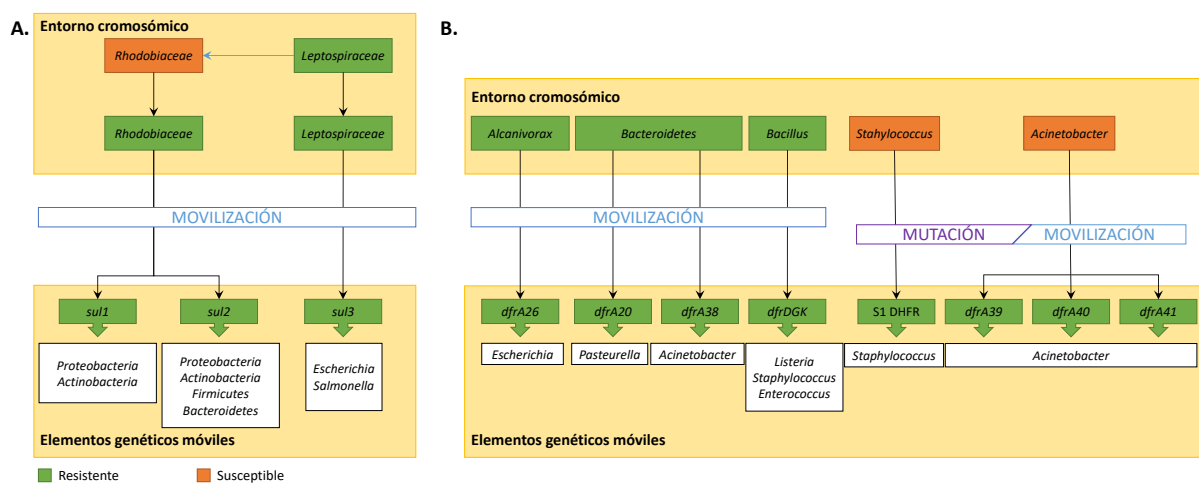 A.
Entorno cromosómico
Rhodobiaceae
Leptospiraceae
Rhodobiaceae
Leptospiraceae
MOVILIZACIÓN
sul1
sul2
sul3
Proteobacteria
Actinobacteria
Proteobacteria
Actinobacteria
Firmicutes
Bacteroidetes
Escherichia
Salmonella
Elementos genéticos móviles
Resistente
Susceptible
B.
Entorno cromosómico
Alcanivorax
Bacteroidetes
Bacillus
Stahylococcus
Acinetobacter
MOVILIZACIÓN
MUTACIÓN
MOVILIZACIÓN
dfrA26
dfrA20
dfrA38
dfrDGK
S1 DHFR
dfrA39
dfrA40
dfrA41
Escherichia
Pasteurella
Acinetobacter
Listeria
Staphylococcus
Enterococcus
Staphylococcus
Acinetobacter
Elementos genéticos móviles